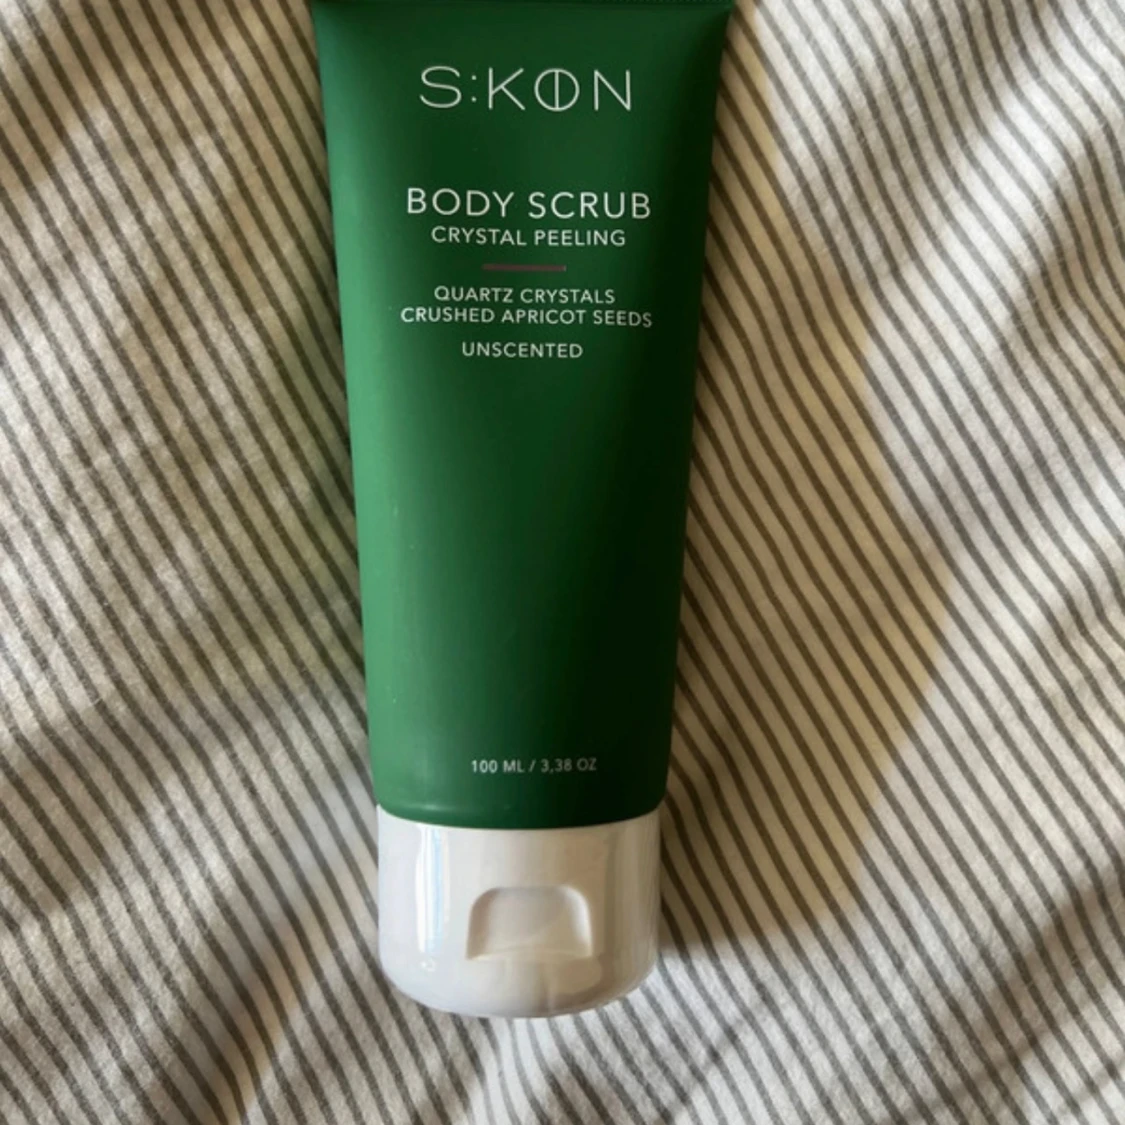 S:KON
BODY SCRUB
CRYSTAL PEELING
QUARTZ CRYSTALS
CRUSHED APRICOT SEEDS
UNSCENTED
100 ML / 3,38 OZ